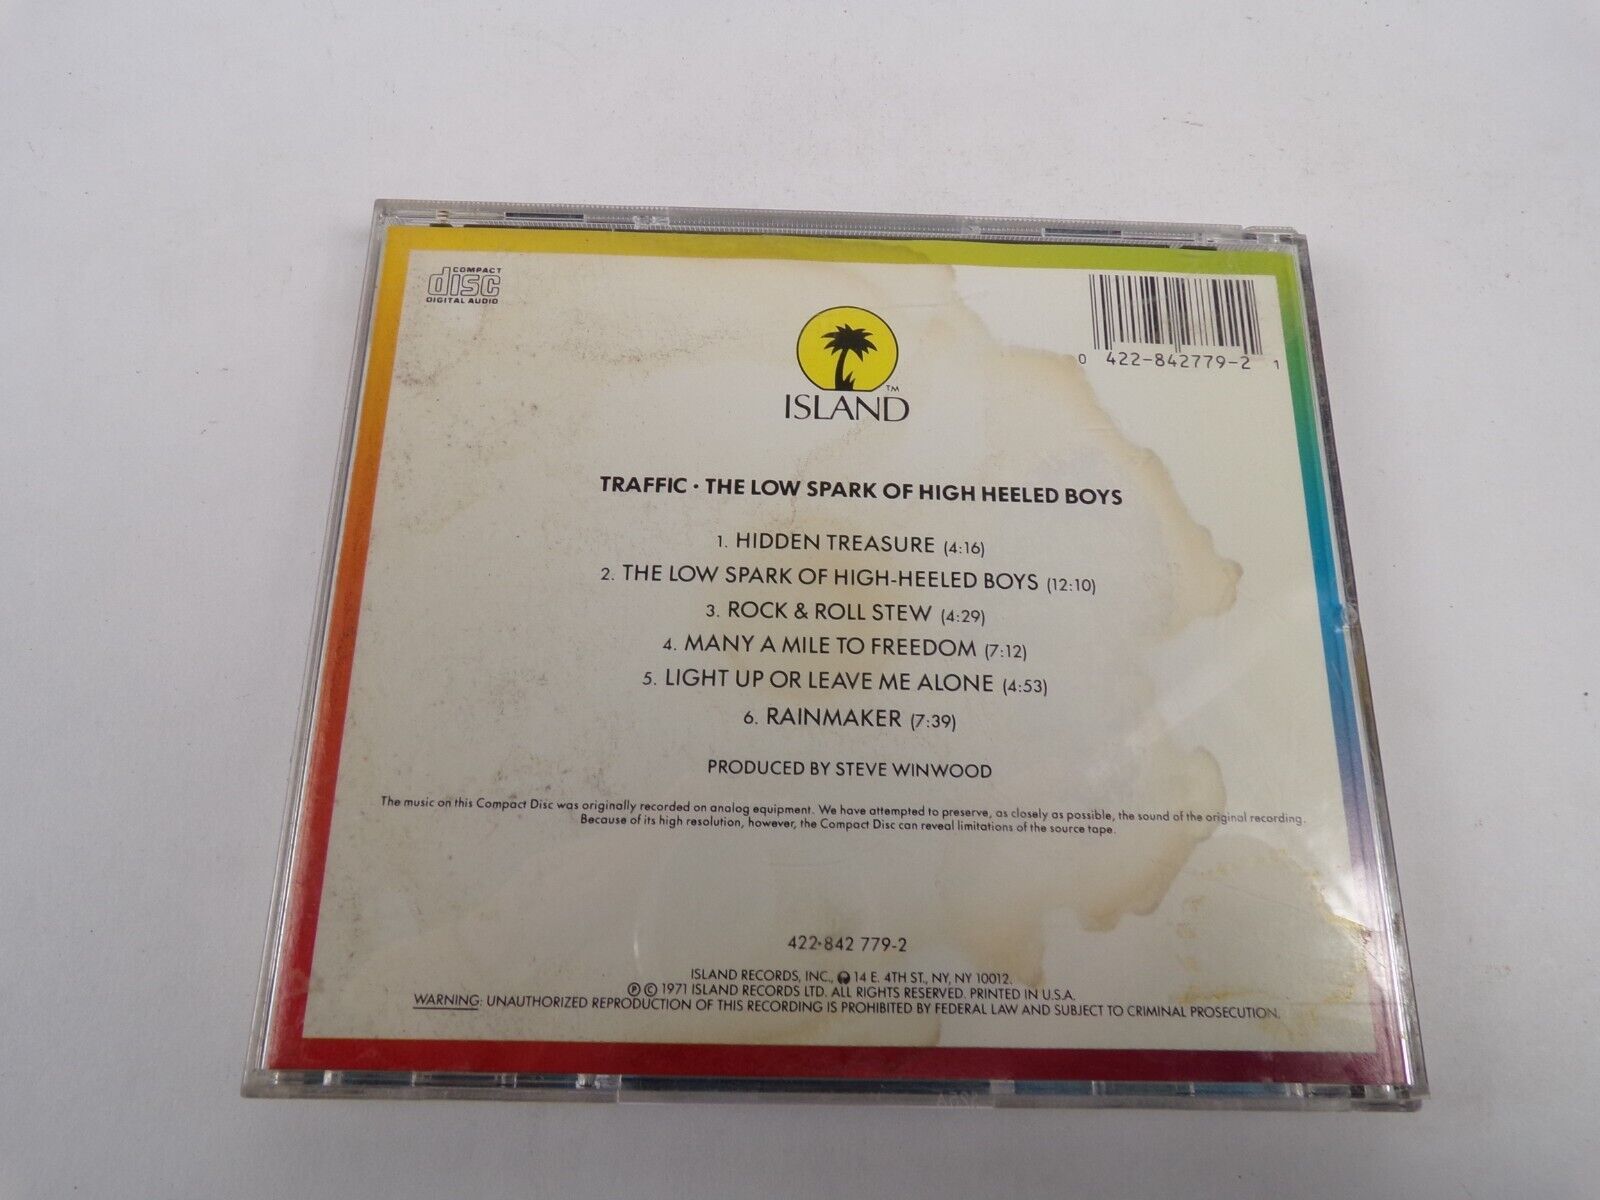 COMPACT
disc
DIGITAL AUDIO
0 422-842779-2 1
TM
ISLAND
TRAFFIC • THE LOW SPARK OF HIGH HEELED BOYS
1. HIDDEN TREASURE (4:16)
2. THE LOW SPARK OF HIGH-HEELED BOYS (12:10)
3. ROCK & ROLL STEW (4:29)
4. MANY A MILE TO FREEDOM (7:12)
5. LIGHT UP OR LEAVE ME ALONE (4:53)
6. RAINMAKER (7:39)
PRODUCED BY STEVE WINWOOD
The music on this Compact Disc was originally recorded on analog equipment. We have attempted to preserve, as closely as possible, the sound of the original recording.
Because of its high resolution, however, the Compact Disc can reveal limitations of the source tape.
422-842 779-2
ISLAND RECORDS, INC., 14 E. 4TH ST., NY, NY 10012.
℗ © 1971 ISLAND RECORDS LTD. ALL RIGHTS RESERVED. PRINTED IN U.S.A.
WARNING: UNAUTHORIZED REPRODUCTION OF THIS RECORDING IS PROHIBITED BY FEDERAL LAW AND SUBJECT TO CRIMINAL PROSECUTION.